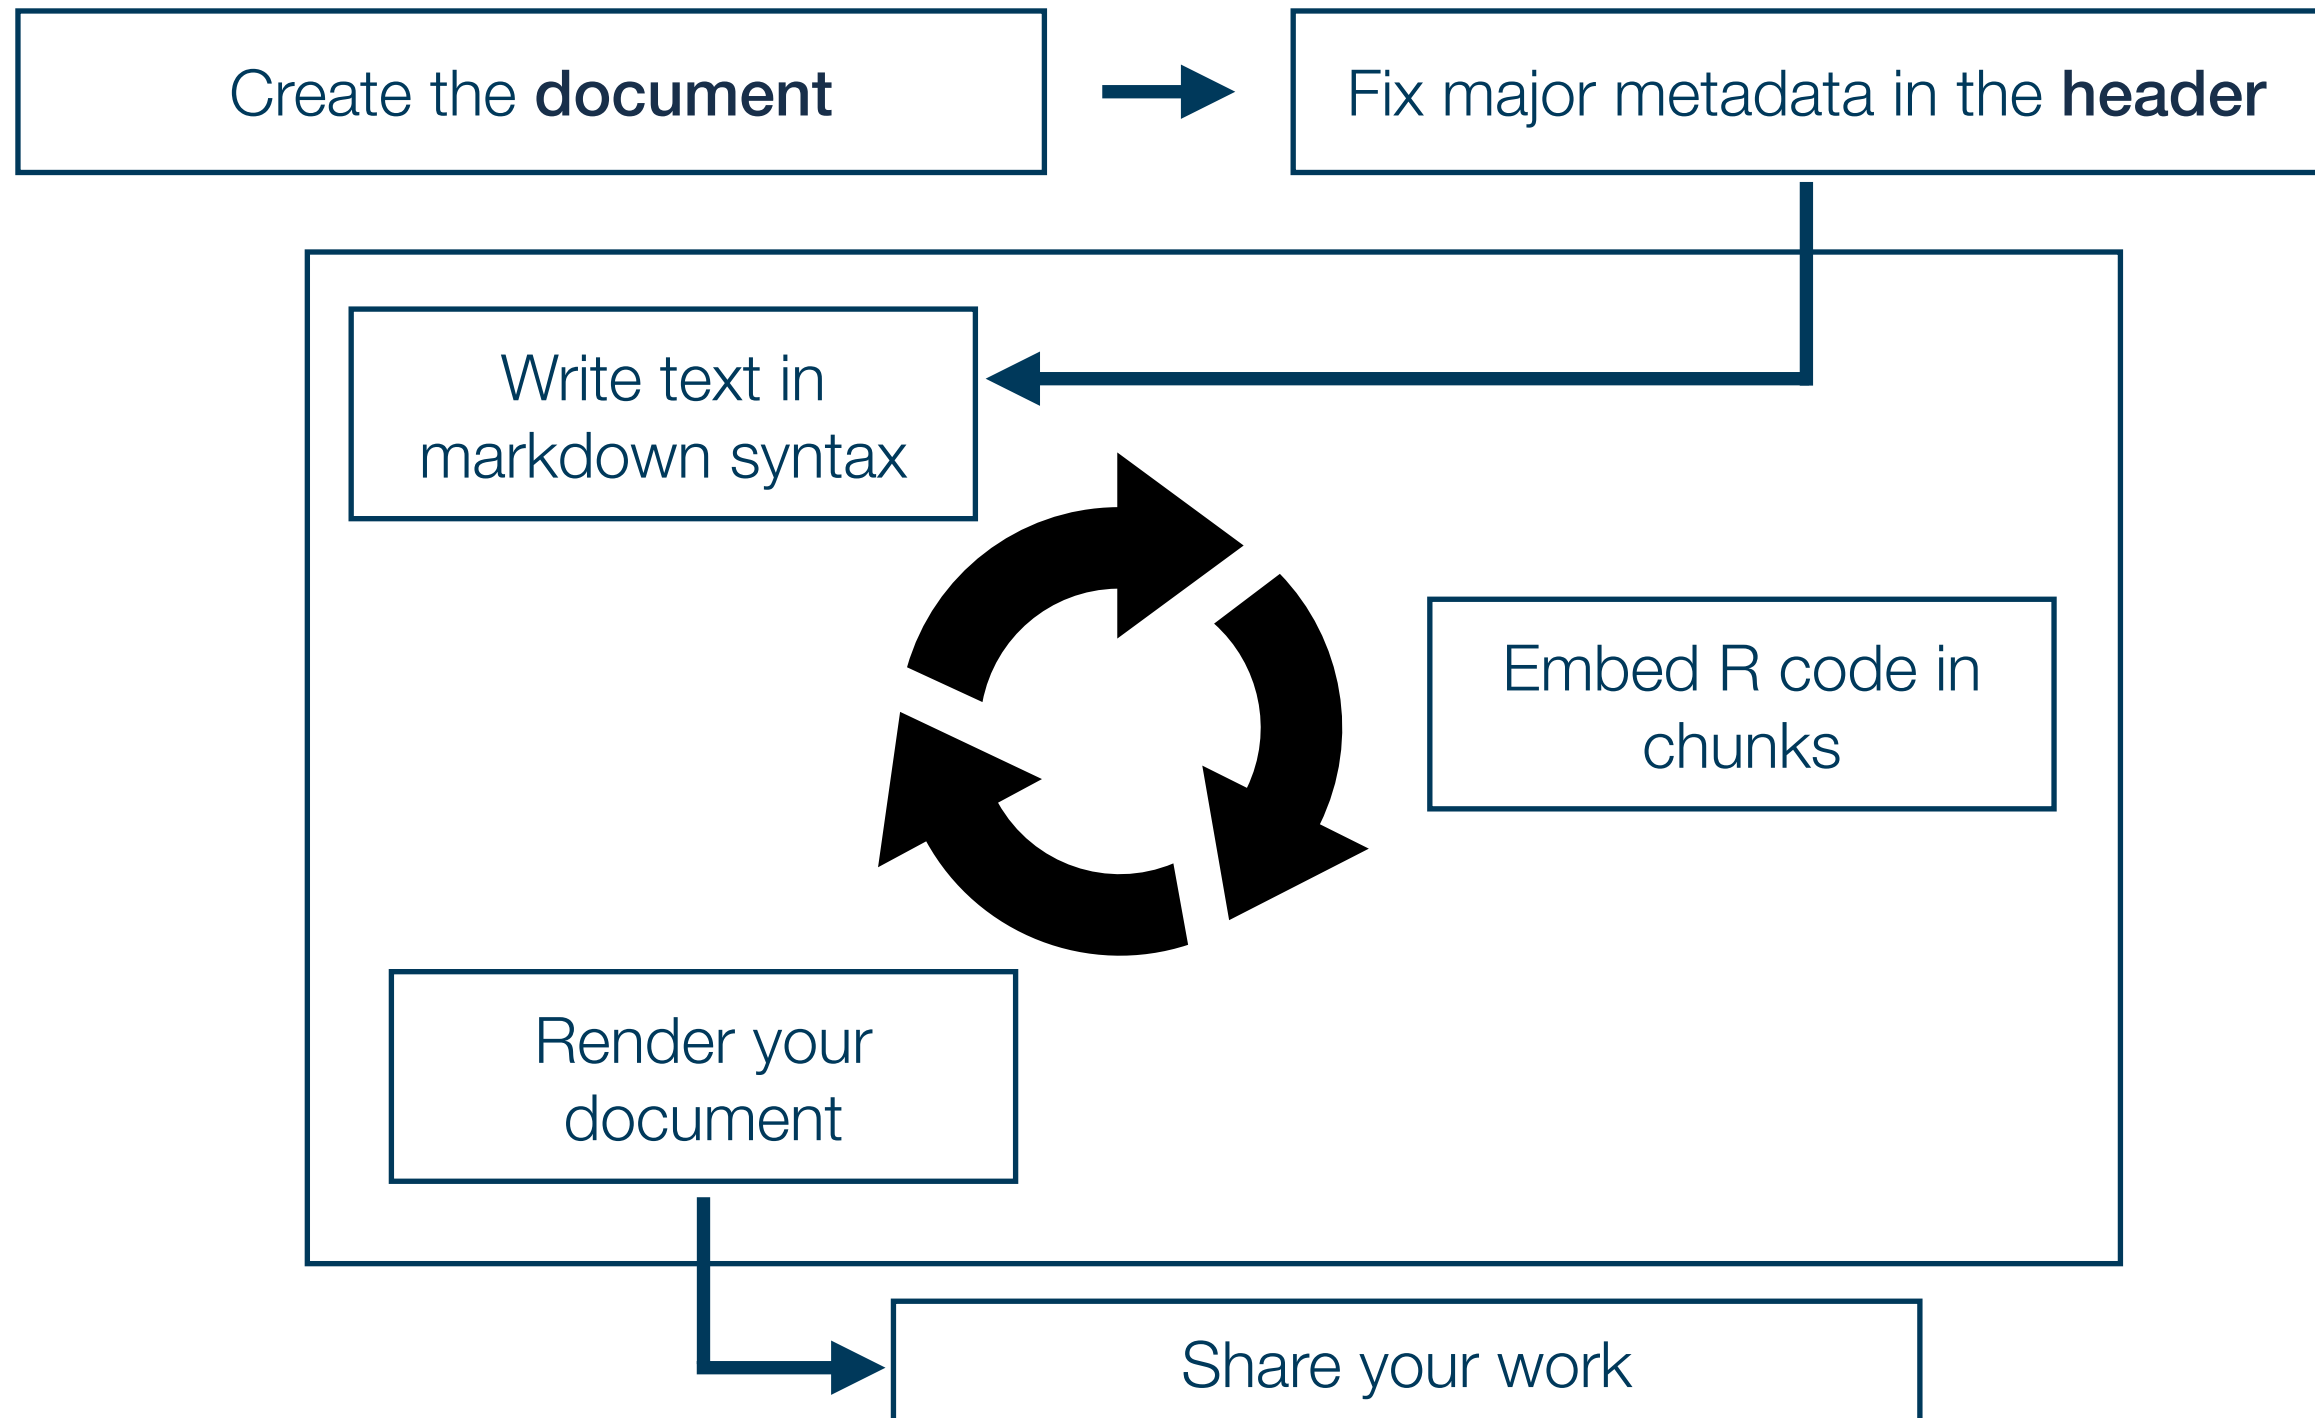 Create the document
Fix major metadata in the header
Write text in
markdown syntax
Embed R code in
chunks
Render your
document
Share your work